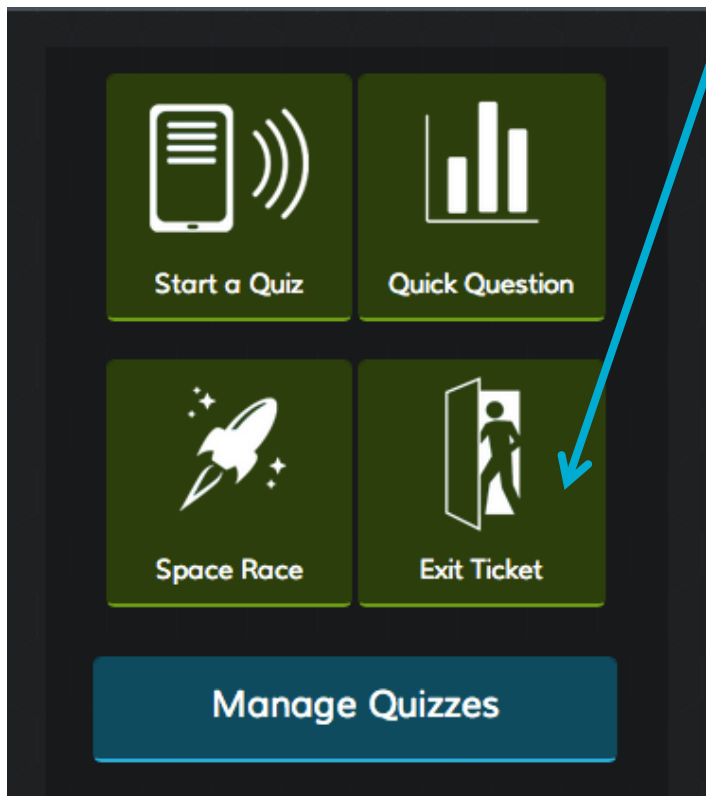 Start a Quiz
Quick Question
Space Race
Exit Ticket
Manage Quizzes